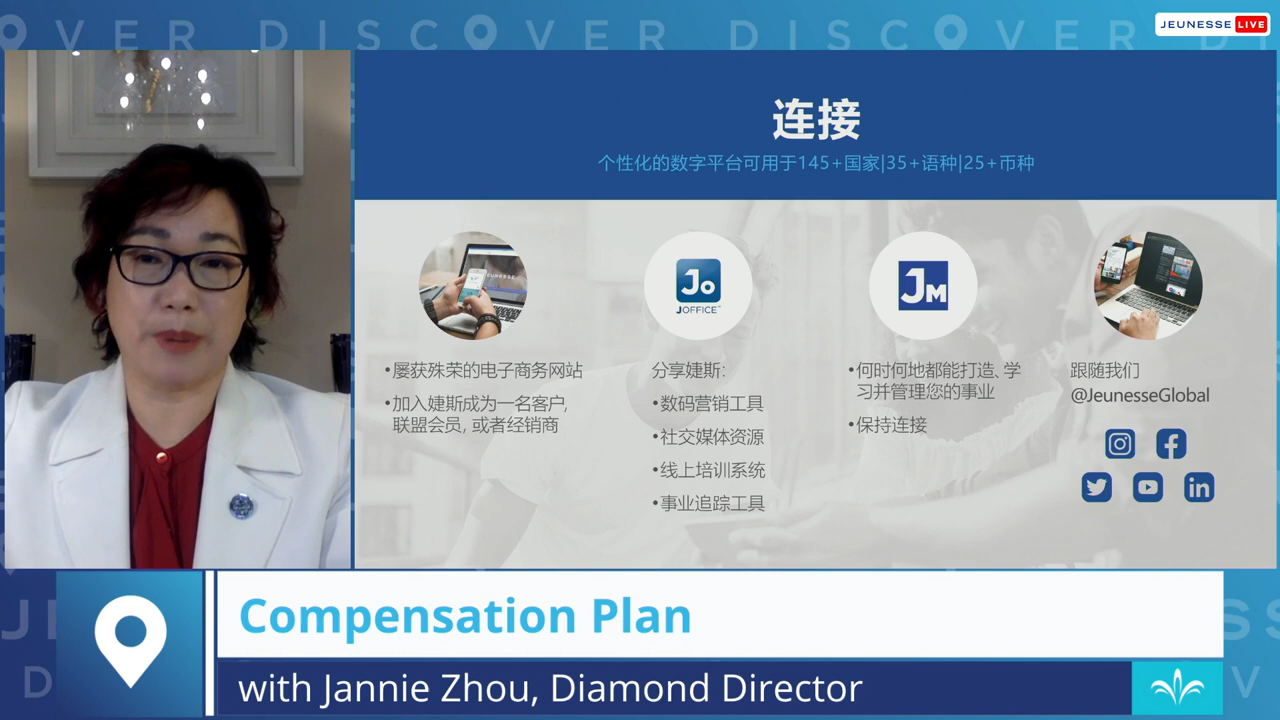 OVER DISCOVER DISCOVER DI
JEUNESSE LIVE
连接
个性化的数字平台可用于145+国家|35+语种|25+币种
JEUNESSE
Jo
JOFFICE™
JM
•屡获殊荣的电子商务网站
•加入婕斯成为一名客户,
联盟会员, 或者经销商
分享婕斯:
•数码营销工具
•社交媒体资源
•线上培训系统
•事业追踪工具
•何时何地都能打造、学
习并管理您的事业
•保持连接
跟随我们
@JeunesseGlobal
in
Compensation Plan
with Jannie Zhou, Diamond Director